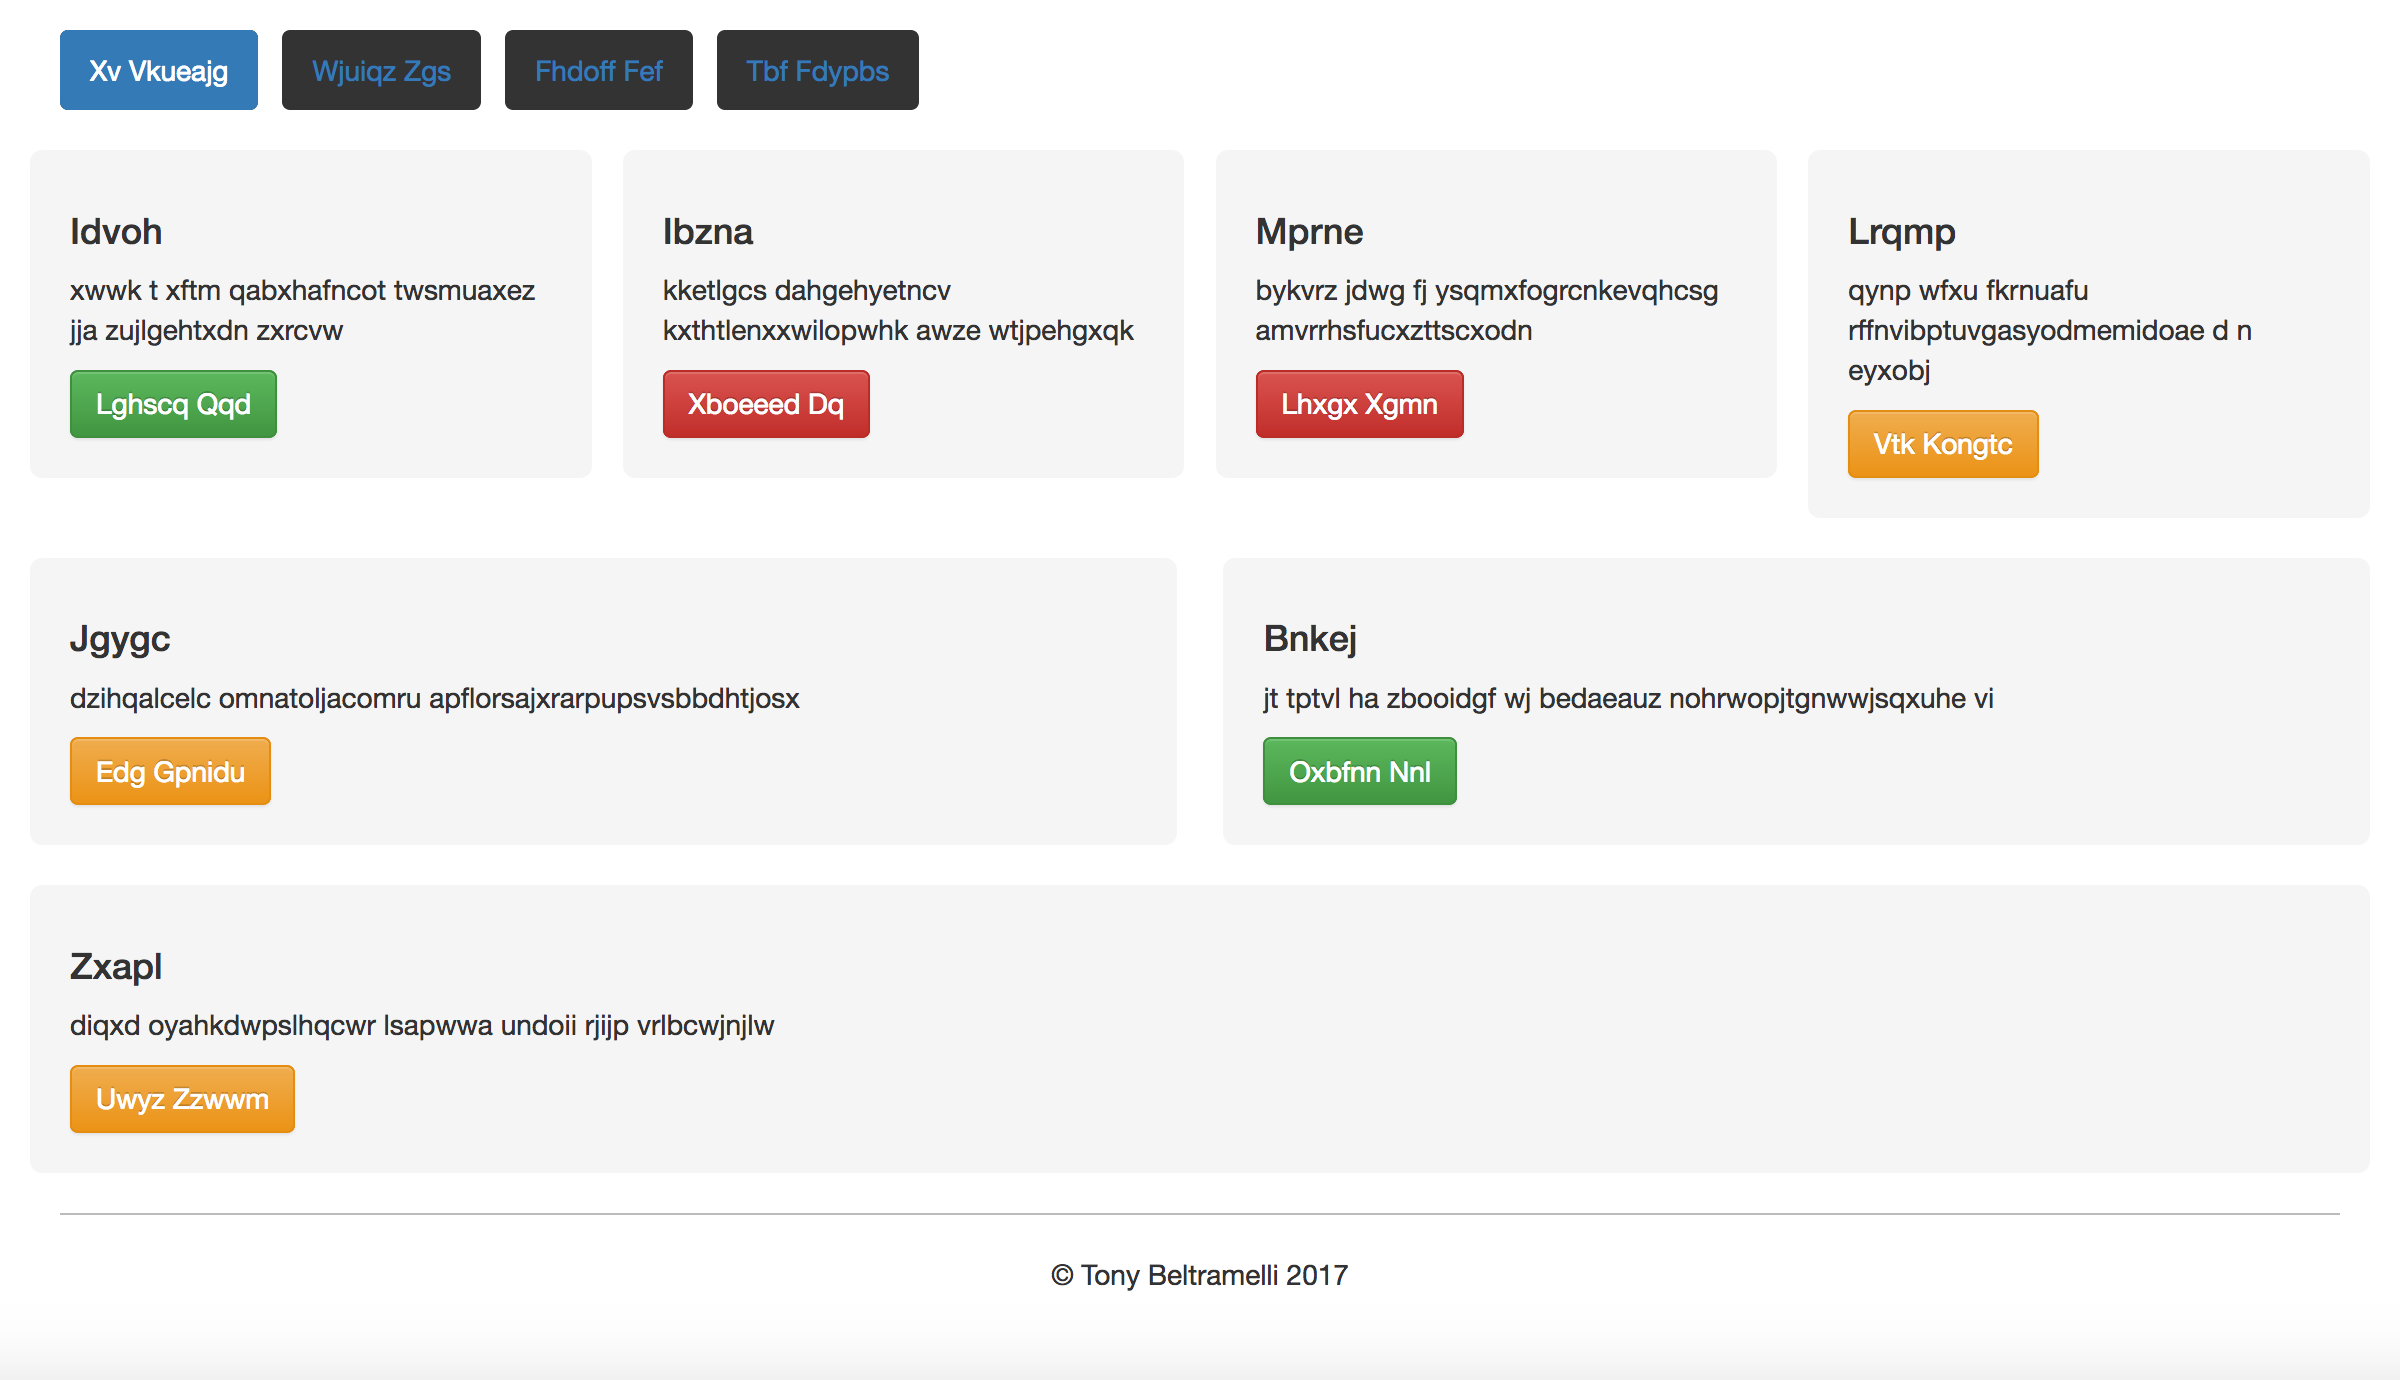 Xv Vkueajg
Wjuiqz Zgs
Fhdoff Fef
Tbf Fdypbs
Idvoh
xwwk t xftm qabxhafncot twsmuaxez
jja zujlgehtxdn zxrcvw
Lghscq Qqd
Ibzna
kketlgcs dahgehyetncv
kxthtlenxxwilopwhk awze wtjpehgxqk
Xboeeed Dq
Mprne
bykvrz jdwg fj ysqmxfogrcnkevqhcsg
amvrrhsfucxzttscxodn
Lhxgx Xgmn
Lrqmp
qynp wfxu fkrnuafu
rffnvibptuvgasyodmemidoae d n
eyxobj
Vtk Kongtc
Jgygc
dzihqalcelc omnatoljacomru apflorsajxrarpupsvsbbdhtjosx
Edg Gpnidu
Bnkej
jt tptvl ha zbooidgf wj bedaeauz nohrwopjtgnwwjsqxuhe vi
Oxbfnn Nnl
Zxapl
diqxd oyahkdwpslhqcwr lsapwwa undoii rjijp vrlbcwjnjlw
Uwyz Zzwwm
© Tony Beltramelli 2017